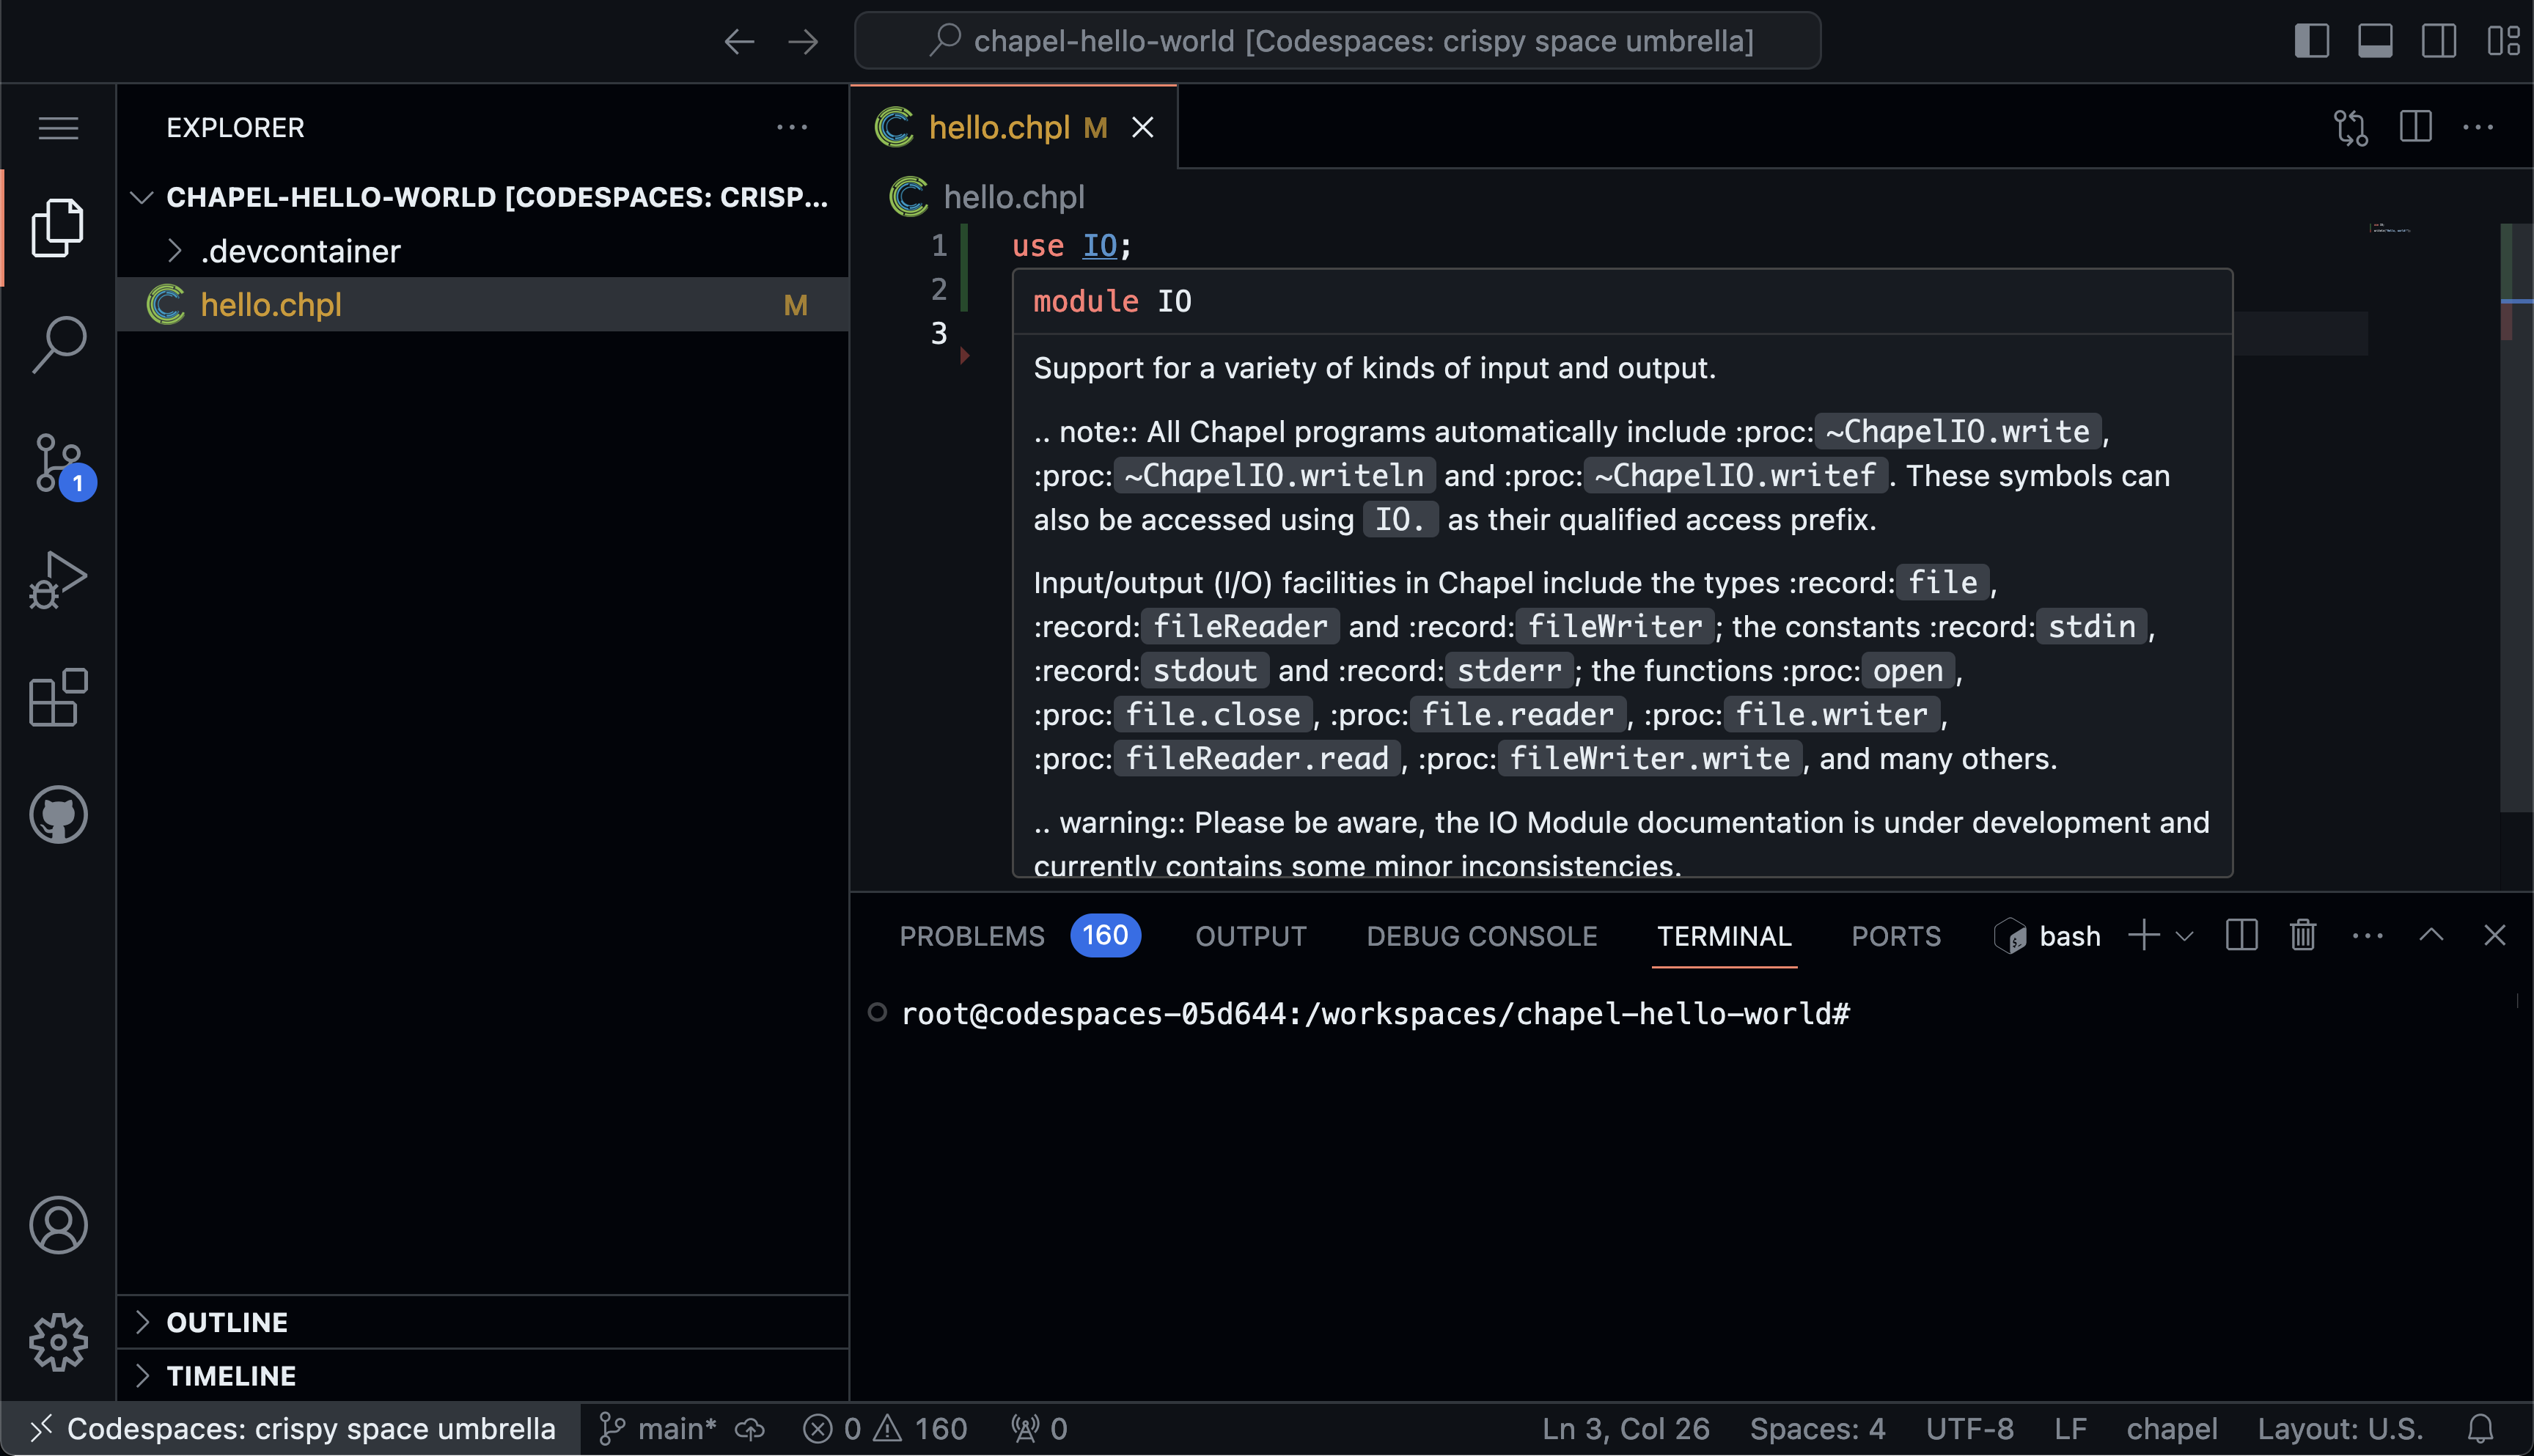 chapel-hello-world [Codespaces: crispy space umbrella]
EXPLORER
CHAPEL-HELLO-WORLD [CODESPACES: CRISP...
.devcontainer
hello.chpl M
1
OUTLINE
TIMELINE
hello.chpl M
hello.chpl
1 use IO;
2
3
module IO
Support for a variety of kinds of input and output.
.. note:: All Chapel programs automatically include :proc: ~ChapelIO.write ,
:proc: ~ChapelIO.writeln and :proc: ~ChapelIO.writef . These symbols can
also be accessed using IO. as their qualified access prefix.
Input/output (I/O) facilities in Chapel include the types :record: file ,
:record: fileReader and :record: fileWriter ; the constants :record: stdin ,
:record: stdout and :record: stderr ; the functions :proc: open ,
:proc: file.close , :proc: file.reader , :proc: file.writer ,
:proc: fileReader.read , :proc: fileWriter.write , and many others.
.. warning:: Please be aware, the IO Module documentation is under development and
currently contains some minor inconsistencies.
PROBLEMS 160 OUTPUT DEBUG CONSOLE TERMINAL PORTS bash
root@codespaces-05d644:/workspaces/chapel-hello-world#
Codespaces: crispy space umbrella main* 0 160 0 Ln 3, Col 26 Spaces: 4 UTF-8 LF chapel Layout: U.S.